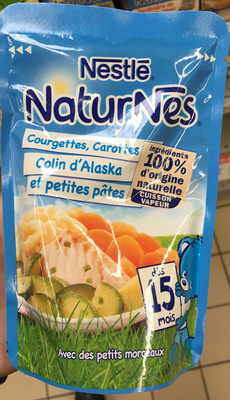 Nestlé
NaturNes®
Courgettes, Carottes
Colin d'Alaska
et petites pâtes
ingrédients
100%
d'origine
naturelle
CUISSON
VAPEUR
dès
15
mois
Avec des petits morceaux